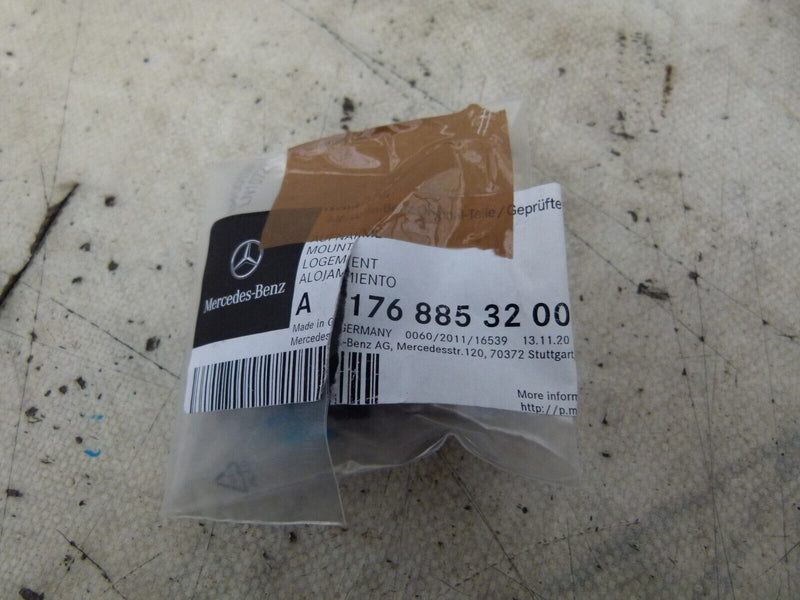 -Teile / Geprüfte
Mercedes-Benz
MOUNT
LOGEMENT
ALOJAMIENTO
A 176 885 32 00
Made in GERMANY 0060/2011/16539 13.11.20
Mercedes-Benz AG, Mercedesstr.120, 70372 Stuttgart
More inform
http://p.m